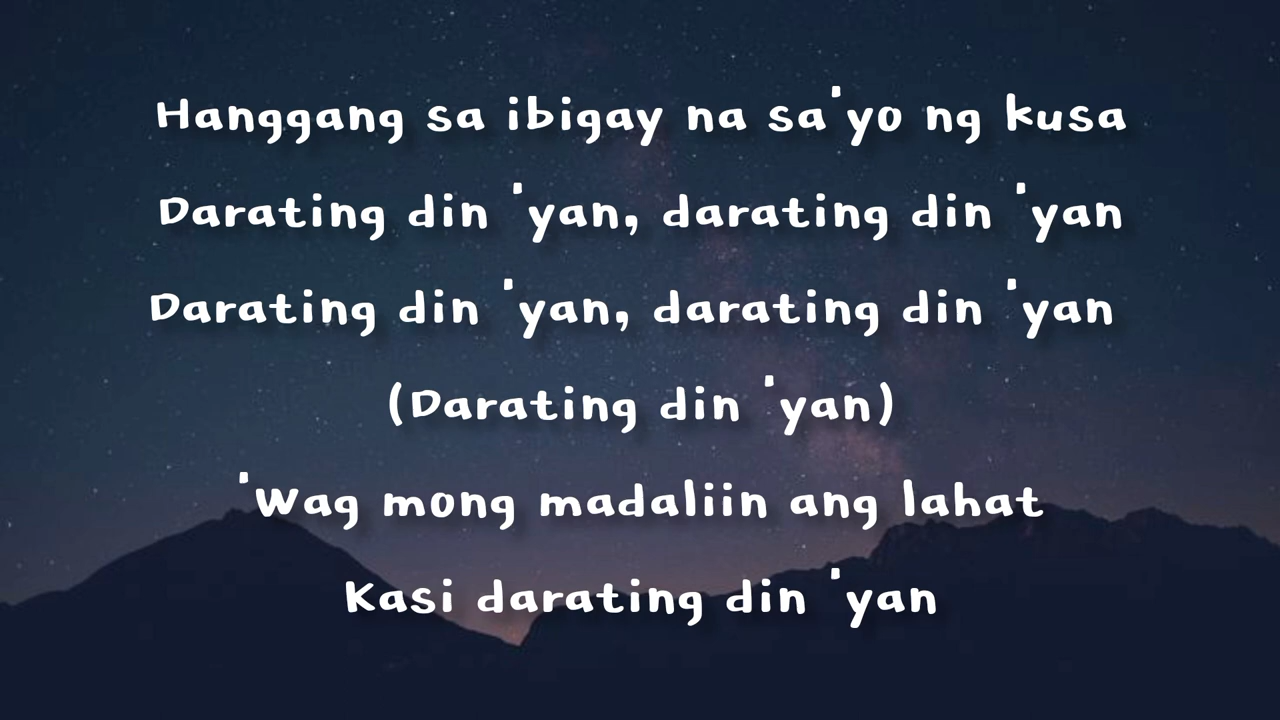 Hanggang sa ibigay na sa'yo ng kusa
Darating din 'yan, darating din 'yan
Darating din 'yan, darating din 'yan
(Darating din 'yan)
'Wag mong madaliin ang lahat
Kasi darating din 'yan